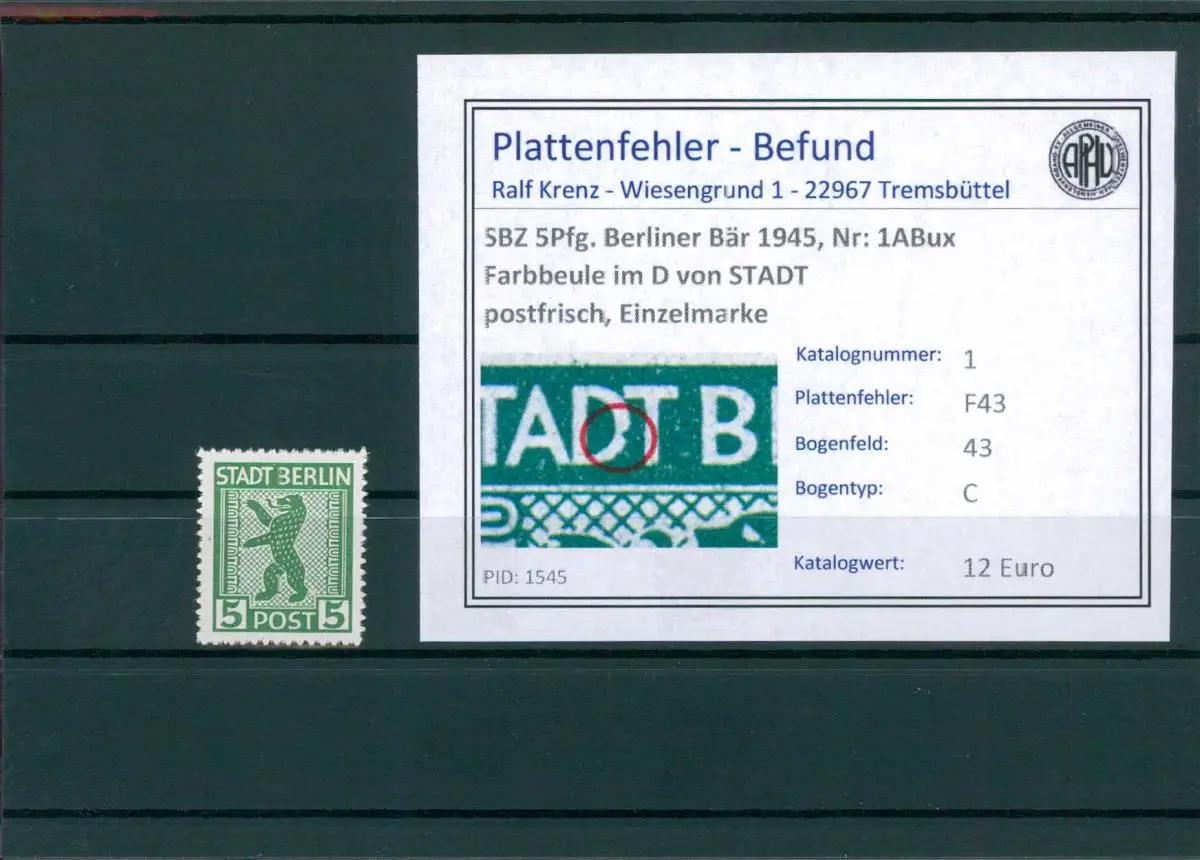 STADT BERLIN
5 POST 5
Plattenfehler - Befund
Ralf Krenz - Wiesengrund 1 - 22967 Tremsbüttel
APHV
SBZ 5Pfg. Berliner Bär 1945, Nr: 1ABux
Farbbeule im D von STADT
postfrisch, Einzelmarke
TADT B
Katalognummer: 1
Plattenfehler: F43
Bogenfeld: 43
Bogentyp: C
Katalogwert: 12 Euro
PID: 1545